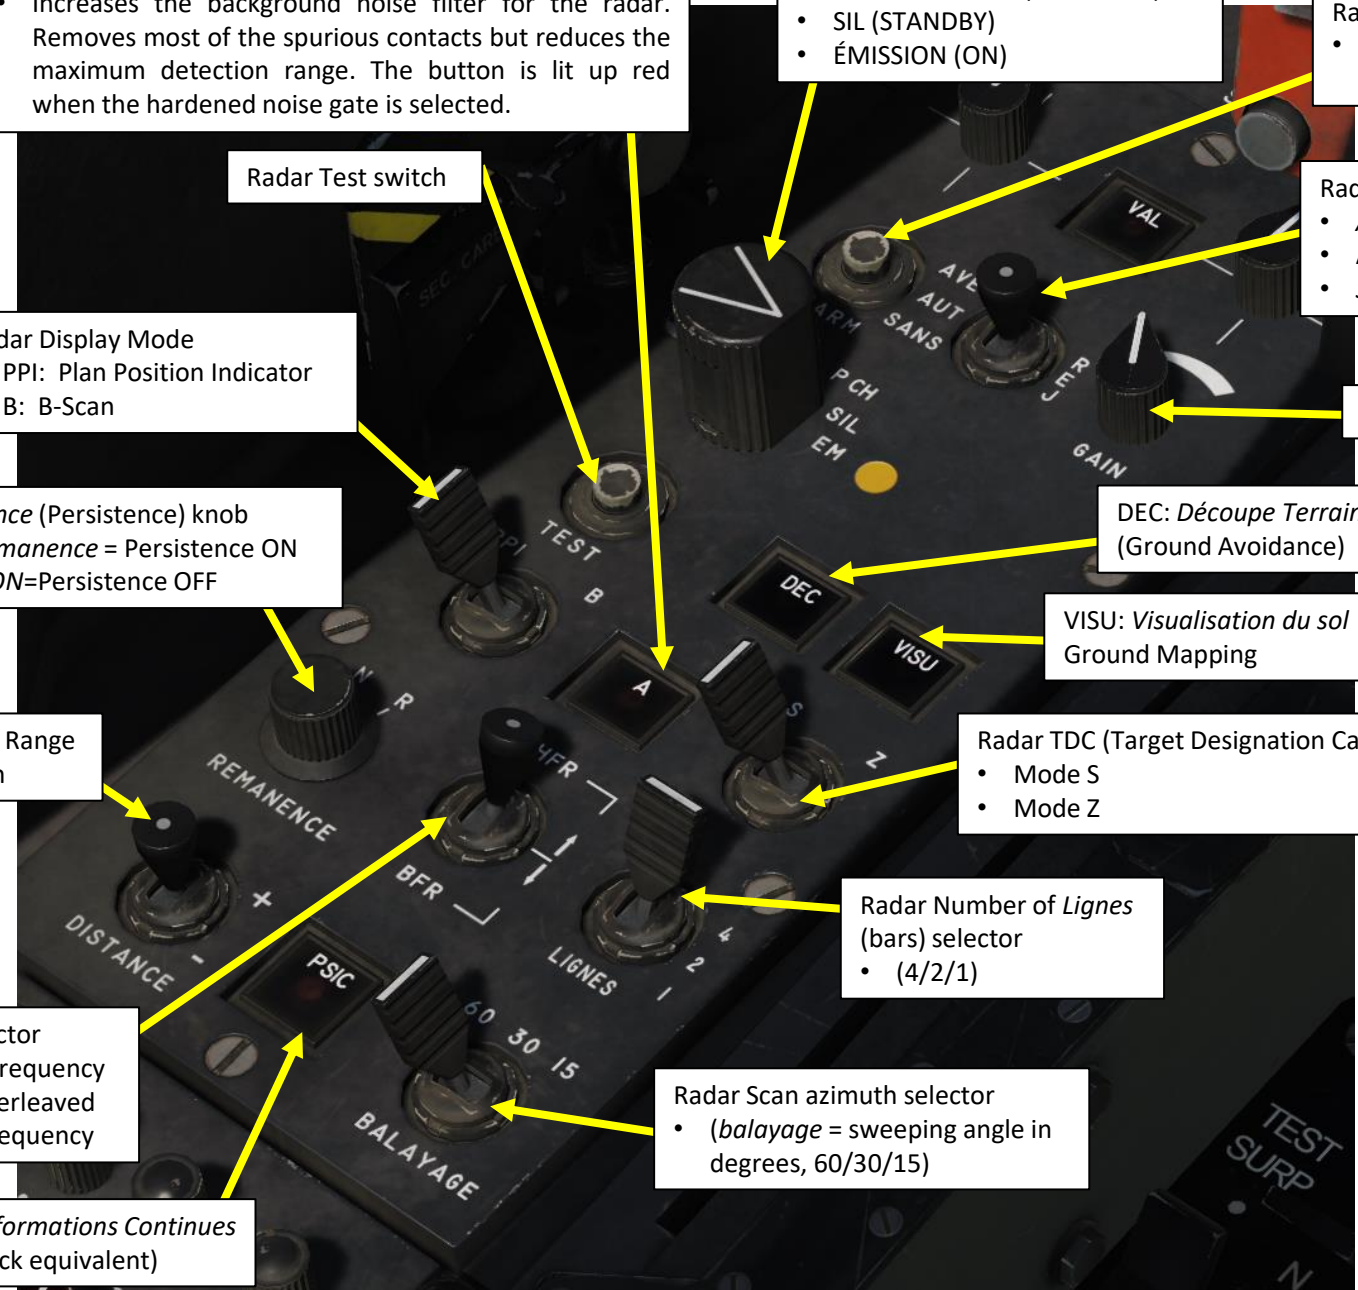 Increases the background noise filter for the radar.
Removes most of the spurious contacts but reduces the
maximum detection range. The button is lit up red
when the hardened noise gate is selected.
• SIL (STANDBY)
• ÉMISSION (ON)
Radar Test switch
VAL
SEC CARB
AVE
AUT
SANS
ARM
P CH
SIL
EM
REJ
GAIN
dar Display Mode
PPI: Plan Position Indicator
B: B-Scan
PPI
TEST
B
nce (Persistence) knob
manence = Persistence ON
ON=Persistence OFF
DEC: Découpe Terrain
(Ground Avoidance)
DEC
VISU
VISU: Visualisation du sol
Ground Mapping
A
N
R
REMANENCE
S
Z
Range
HFR
BFR
Radar TDC (Target Designation Ca
• Mode S
• Mode Z
+
-
DISTANCE
LIGNES
4
2
1
Radar Number of Lignes
(bars) selector
• (4/2/1)
PSIC
60 30 15
BALAYAGE
ctor
requency
erleaved
equency
Radar Scan azimuth selector
• (balayage = sweeping angle in
degrees, 60/30/15)
formations Continues
ck equivalent)
TEST
SURP
N